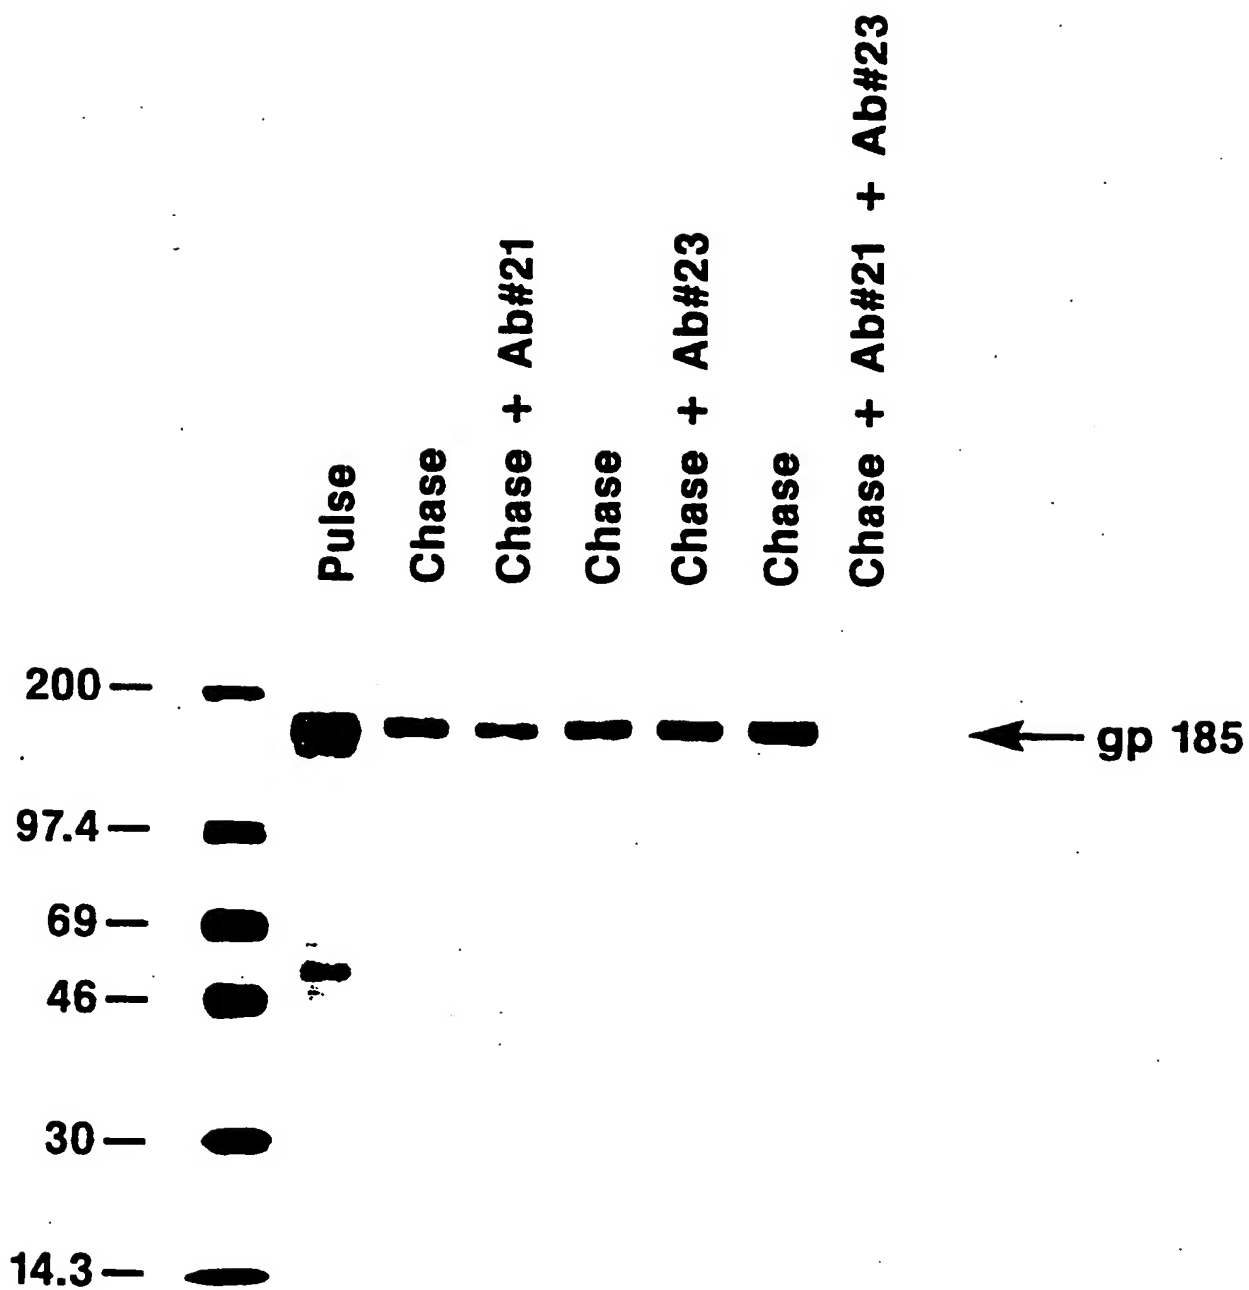 Pulse
Chase
Chase + Ab#21
Chase
Chase + Ab#23
Chase
Chase + Ab#21 + Ab#23
200
gp 185
97.4
69
46
30
14.3